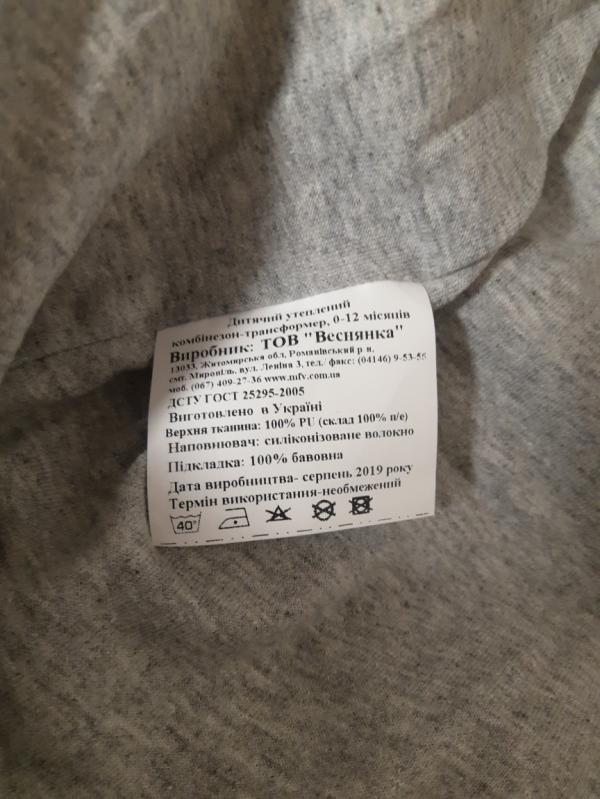 Дитячий утеплений
комбінезон-трансформер, 0-12 місяців
Виробник: ТОВ "Веснянка"
13033, Житомирська обл, Романівський р н,
смт. Миропіль, вул. Леніна 3, тел./ факс: (04146) 9-53-55
моб. (067) 409-27-36 www.mfv.com.ua
ДСТУ ГОСТ 25295-2005
Виготовлено в Україні
Верхня тканина: 100% PU (склад 100% п/е)
Наповнювач: силіконізоване волокно
Підкладка: 100% бавовна
Дата виробництва- серпень 2019 року
Термін використання-необмежений
40°